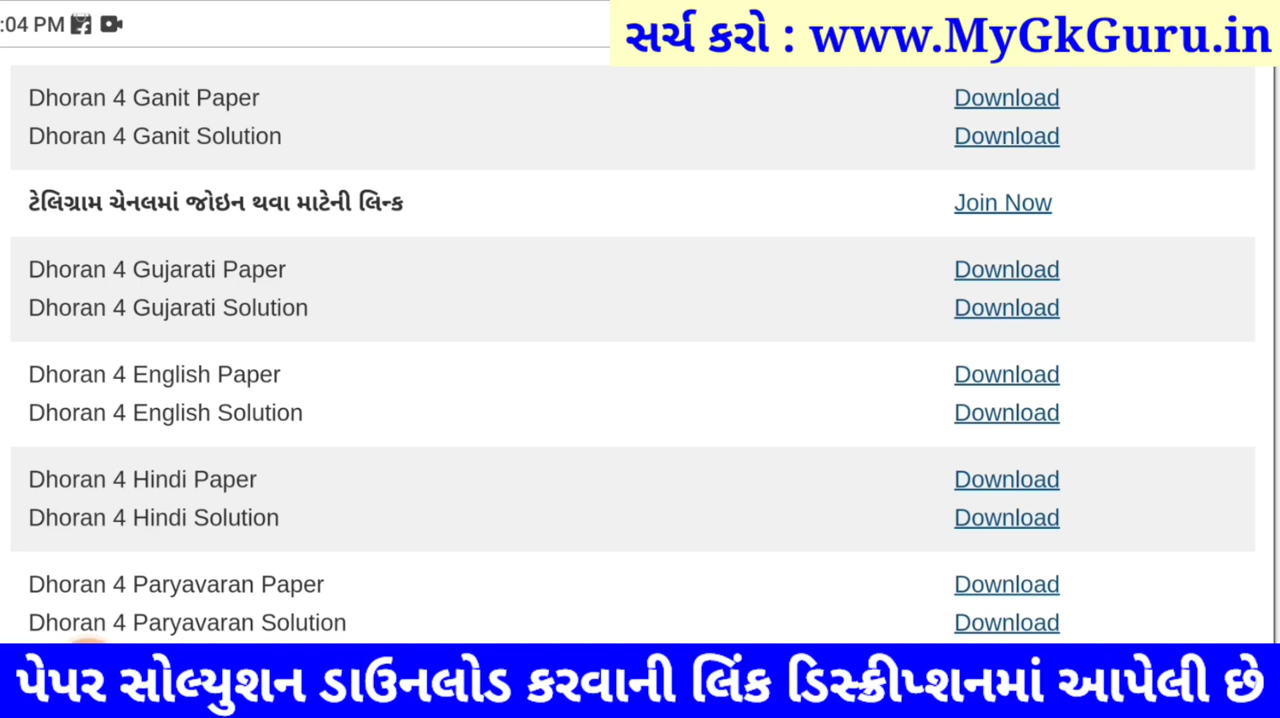 :04 PM
સર્ચ કરો : www.MyGkGuru.in
Dhoran 4 Ganit Paper Download
Dhoran 4 Ganit Solution Download
ટેલિગ્રામ ચેનલમાં જોઇન થવા માટેની લિન્ક Join Now
Dhoran 4 Gujarati Paper Download
Dhoran 4 Gujarati Solution Download
Dhoran 4 English Paper Download
Dhoran 4 English Solution Download
Dhoran 4 Hindi Paper Download
Dhoran 4 Hindi Solution Download
Dhoran 4 Paryavaran Paper Download
Dhoran 4 Paryavaran Solution Download
પેપર સોલ્યુશન ડાઉનલોડ કરવાની લિંક ડિસ્ક્રીપ્શનમાં આપેલી છે